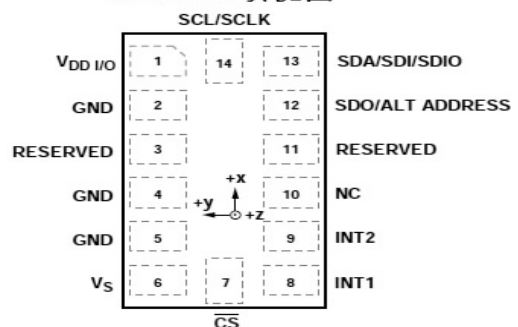 SCL/SCLK
VDD I/O 1 14 13 SDA/SDI/SDIO
GND 2 12 SDO/ALT ADDRESS
RESERVED 3 11 RESERVED
+x
GND 4 +y +z 10 NC
GND 5 9 INT2
VS 6 7 8 INT1
CS